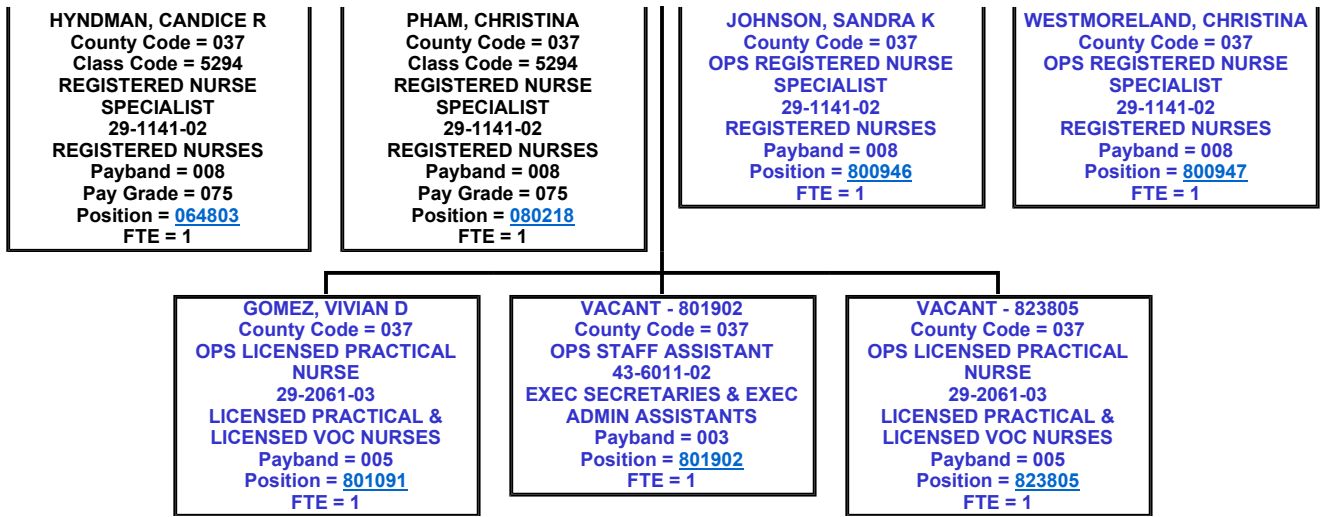 HYNDMAN, CANDICE R
County Code = 037
Class Code = 5294
REGISTERED NURSE
SPECIALIST
29-1141-02
REGISTERED NURSES
Payband = 008
Pay Grade = 075
Position = 064803
FTE = 1
PHAM, CHRISTINA
County Code = 037
Class Code = 5294
REGISTERED NURSE
SPECIALIST
29-1141-02
REGISTERED NURSES
Payband = 008
Pay Grade = 075
Position = 080218
FTE = 1
JOHNSON, SANDRA K
County Code = 037
OPS REGISTERED NURSE
SPECIALIST
29-1141-02
REGISTERED NURSES
Payband = 008
Position = 800946
FTE = 1
WESTMORELAND, CHRISTINA
County Code = 037
OPS REGISTERED NURSE
SPECIALIST
29-1141-02
REGISTERED NURSES
Payband = 008
Position = 800947
FTE = 1
GOMEZ, VIVIAN D
County Code = 037
OPS LICENSED PRACTICAL
NURSE
29-2061-03
LICENSED PRACTICAL &
LICENSED VOC NURSES
Payband = 005
Position = 801091
FTE = 1
VACANT - 801902
County Code = 037
OPS STAFF ASSISTANT
43-6011-02
EXEC SECRETARIES & EXEC
ADMIN ASSISTANTS
Payband = 003
Position = 801902
FTE = 1
VACANT - 823805
County Code = 037
OPS LICENSED PRACTICAL
NURSE
29-2061-03
LICENSED PRACTICAL &
LICENSED VOC NURSES
Payband = 005
Position = 823805
FTE = 1